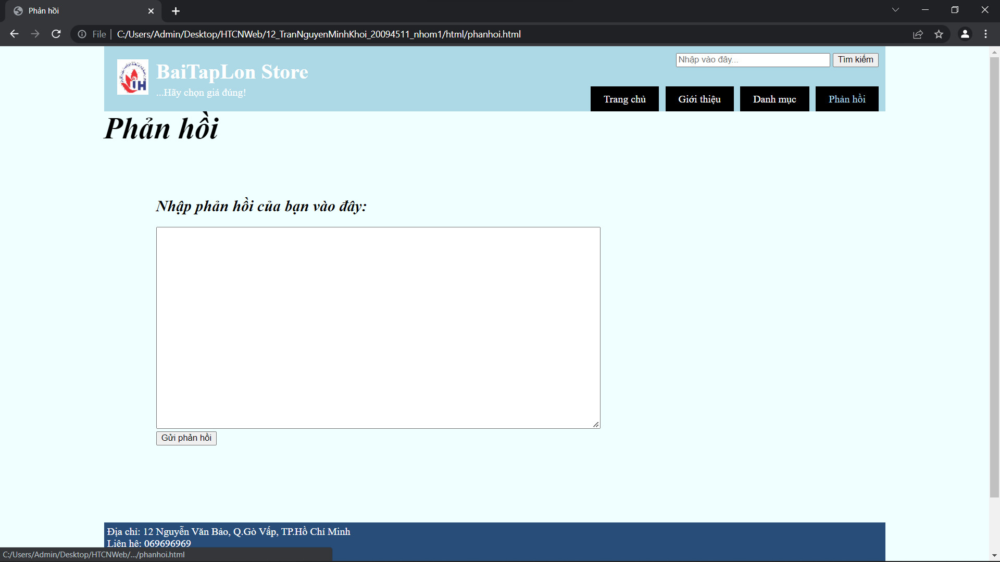 Phản hồi
File
C:/Users/Admin/Desktop/HTCNWeb/12_TranNguyenMinhKhoi_20094511_nhom1/html/phanhoi.html
BaiTapLon Store
...Hãy chọn giá đúng!
Nhập vào đây...
Tìm kiếm
Trang chủ
Giới thiệu
Danh mục
Phản hồi
Phản hồi
Nhập phản hồi của bạn vào đây:
Gửi phản hồi
Địa chỉ: 12 Nguyễn Văn Bảo, Q.Gò Vấp, TP.Hồ Chí Minh
Liên hệ: 069696969
C:/Users/Admin/Desktop/HTCNWeb/.../phanhoi.html